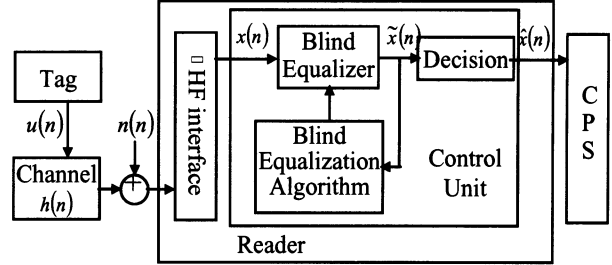 Tag
u(n)
n(n)
Channel
h(n)
HF interface
x(n)
Blind
Equalizer
x̃(n)
Decision
x̂(n)
Blind
Equalization
Algorithm
Control
Unit
Reader
C
P
S